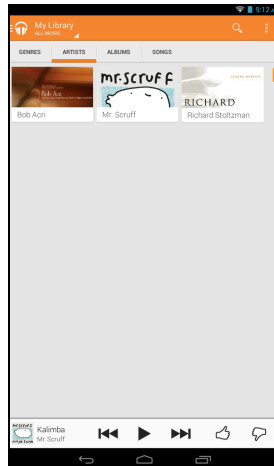 9:12
My Library
ALL MUSIC
GENRES ARTISTS ALBUMS SONGS
Bob Acri
mr.scruff
RICHARD
Bob Acri
Mr. Scruff
Richard Stoltzman
Kalimba
Mr. Scruff